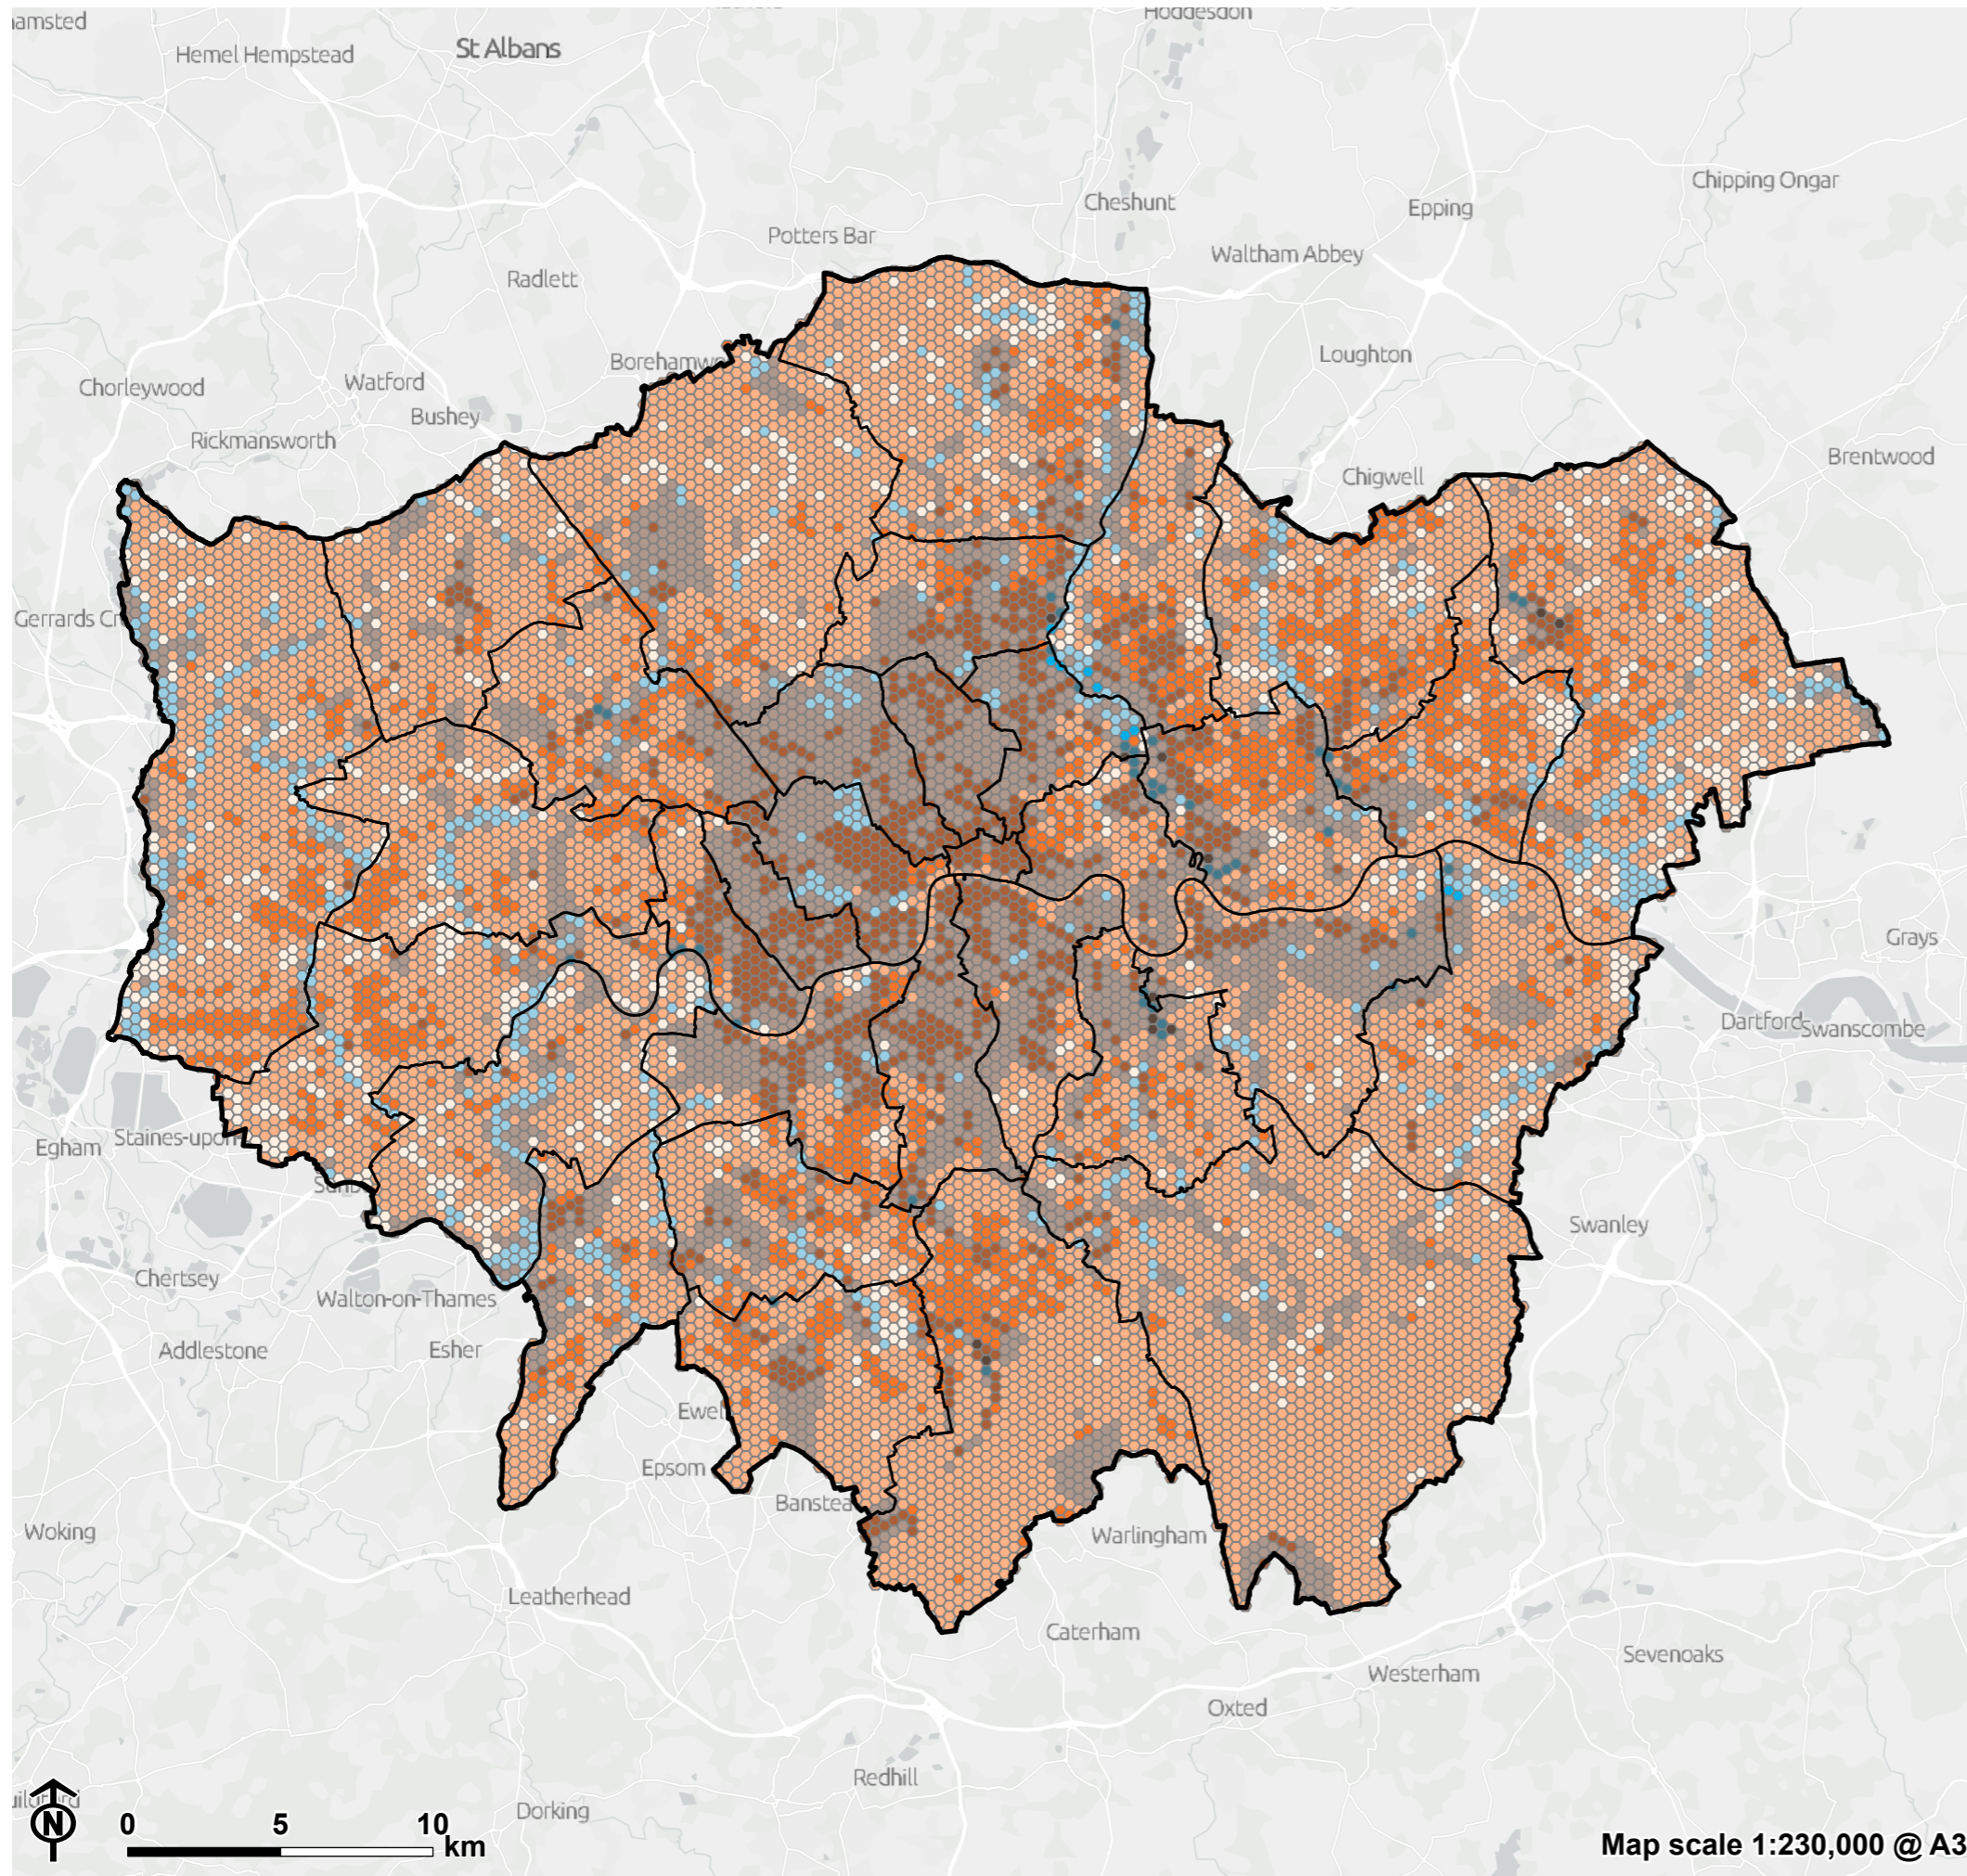 Hoddesdon
Hemel Hempstead
St Albans
Chipping Ongar
Cheshunt
Epping
Potters Bar
Waltham Abbey
Radlett
Loughton
Borehamwo
Chorleywood
Watford
Bushey
Rickmansworth
Brentwood
Chigwell
Gerrards Cr
Grays
Dartford
Swanscombe
Egham
Staines-upon
Sunb
Swanley
Chertsey
Walton-on-Thames
Addlestone
Esher
Ewel
Epsom
Banstea
Woking
Warlingham
Leatherhead
Caterham
Sevenoaks
Westerham
Oxted
Redhill
Dorking
N
0 5 10
km
Map scale 1:230,000 @ A3